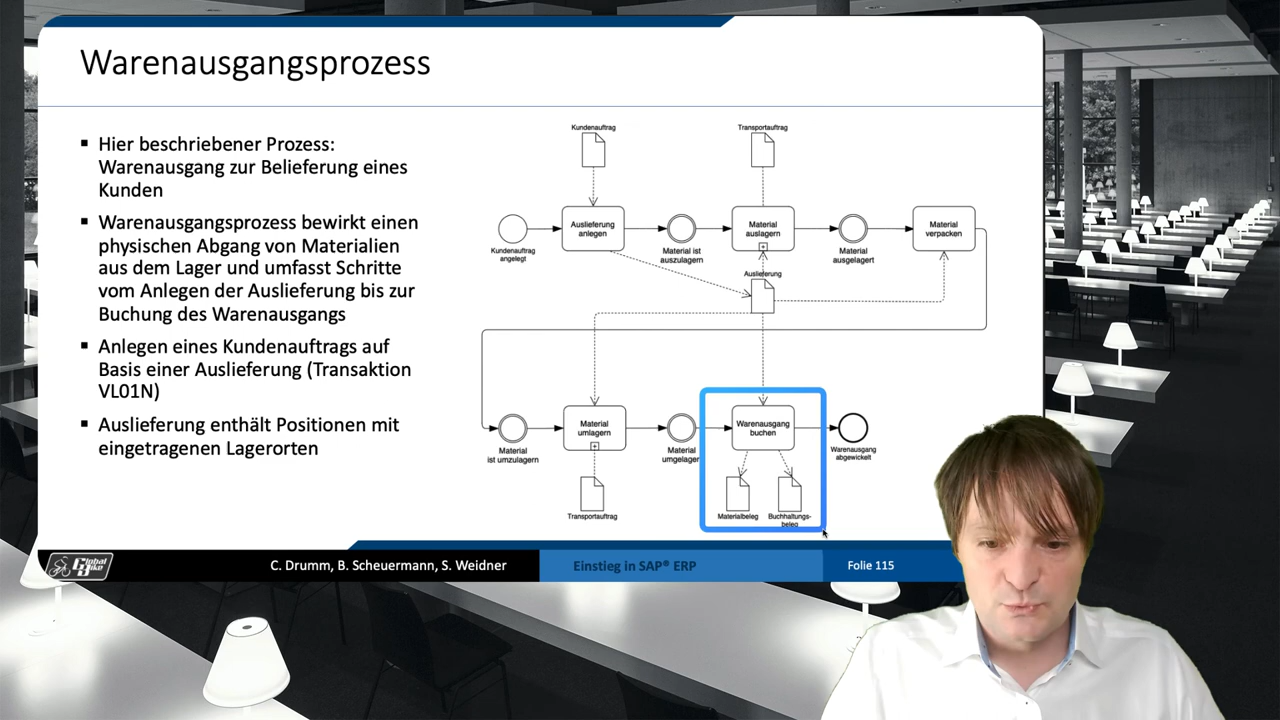 Warenausgangsprozess
Hier beschriebener Prozess:
Warenausgang zur Belieferung eines
Kunden
Warenausgangsprozess bewirkt einen
physischen Abgang von Materialien
aus dem Lager und umfasst Schritte
vom Anlegen der Auslieferung bis zur
Buchung des Warenausgangs
Anlegen eines Kundenauftrags auf
Basis einer Auslieferung (Transaktion
VL01N)
Auslieferung enthält Positionen mit
eingetragenen Lagerorten
Kundenauftrag
Transportauftrag
Kundenauftrag
angelegt
Auslieferung
anlegen
Material ist
auszulagern
Material
auslagern
Material
ausgelagert
Material
verpacken
Auslieferung
Material
ist umzulagern
Material
umlagern
Material
umgelager
Warenausgang
buchen
Warenausgang
abgewickelt
Transportauftrag
Materialbeleg
Buchhaltungs-
beleg
Global
Bike
C. Drumm, B. Scheuermann, S. Weidner
Einstieg in SAP® ERP
Folie 115